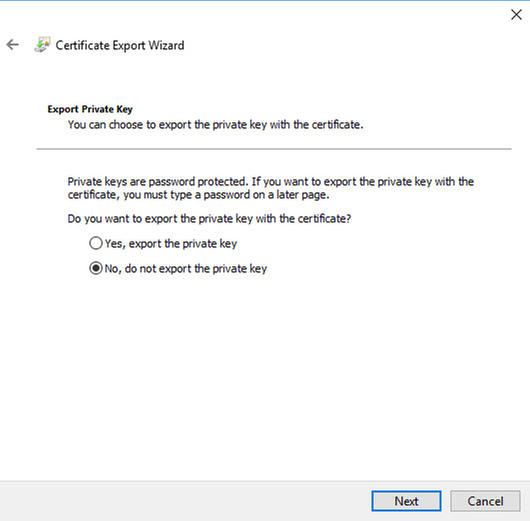 Certificate Export Wizard
Export Private Key
You can choose to export the private key with the certificate.
Private keys are password protected. If you want to export the private key with the
certificate, you must type a password on a later page.
Do you want to export the private key with the certificate?
Yes, export the private key
No, do not export the private key
Next
Cancel